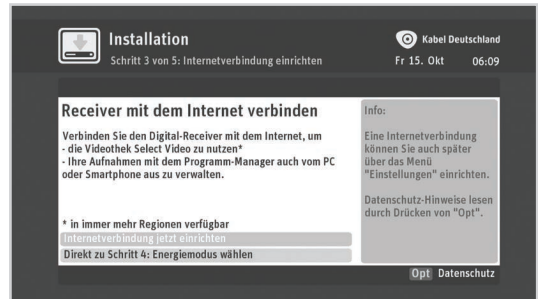 Installation
Schritt 3 von 5: Internetverbindung einrichten
Kabel Deutschland
Fr 15. Okt 06:09
Receiver mit dem Internet verbinden
Verbinden Sie den Digital-Receiver mit dem Internet, um
- die Videothek Select Video zu nutzen*
- Ihre Aufnahmen mit dem Programm-Manager auch vom PC
oder Smartphone aus zu verwalten.
* in immer mehr Regionen verfügbar
Internetverbindung jetzt einrichten
Direkt zu Schritt 4: Energiemodus wählen
Info:
Eine Internetverbindung
können Sie auch später
über das Menü
"Einstellungen" einrichten.
Datenschutz-Hinweise lesen
durch Drücken von "Opt".
Opt Datenschutz